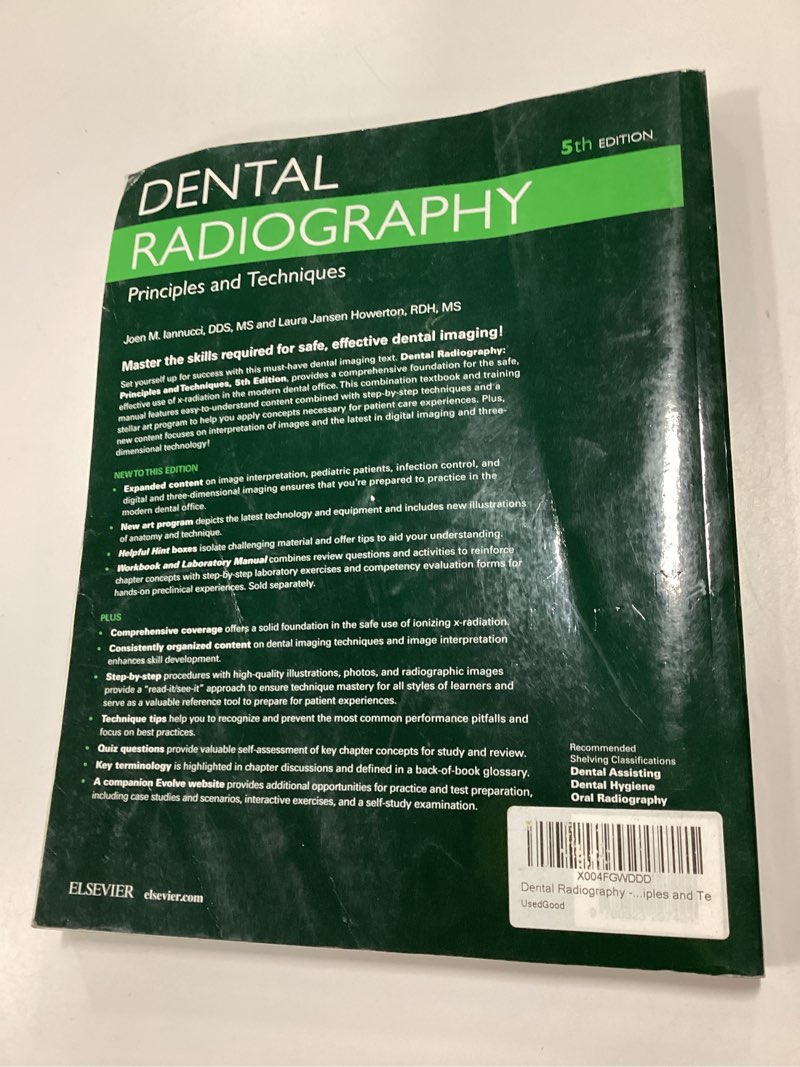 5th EDITION
DENTAL
RADIOGRAPHY
Principles and Techniques
Joen M. Iannucci, DDS, MS and Laura Jansen Howerton, RDH, MS
Master the skills required for safe, effective dental imaging!
Set yourself up for success with this must-have dental imaging text. Dental Radiography:
Principles and Techniques, 5th Edition, provides a comprehensive foundation for the safe,
effective use of x-radiation in the modern dental office. This combination textbook and training
manual features easy-to-understand content combined with step-by-step techniques and a
stellar art program to help you apply concepts necessary for patient care experiences. Plus,
new content focuses on interpretation of images and the latest in digital imaging and three-
dimensional technology!
NEW TO THIS EDITION
• Expanded content on image interpretation, pediatric patients, infection control, and
digital and three-dimensional imaging ensures that you're prepared to practice in the
modern dental office.
• New art program depicts the latest technology and equipment and includes new illustrations
of anatomy and technique.
• Helpful Hint boxes isolate challenging material and offer tips to aid your understanding.
• Workbook and Laboratory Manual combines review questions and activities to reinforce
chapter concepts with step-by-step laboratory exercises and competency evaluation forms for
hands-on preclinical experiences. Sold separately.
PLUS
• Comprehensive coverage offers a solid foundation in the safe use of ionizing x-radiation.
• Consistently organized content on dental imaging techniques and image interpretation
enhances skill development.
• Step-by-step procedures with high-quality illustrations, photos, and radiographic images
provide a "read-it/see-it" approach to ensure technique mastery for all styles of learners and
serve as a valuable reference tool to prepare for patient experiences.
• Technique tips help you to recognize and prevent the most common performance pitfalls and
focus on best practices.
• Quiz questions provide valuable self-assessment of key chapter concepts for study and review.
• Key terminology is highlighted in chapter discussions and defined in a back-of-book glossary.
• A companion Evolve website provides additional opportunities for practice and test preparation,
including case studies and scenarios, interactive exercises, and a self-study examination.
Recommended
Shelving Classifications
Dental Assisting
Dental Hygiene
Oral Radiography
ELSEVIER elsevier.com
X004FGWDDD
Dental Radiography -...iples and Te
UsedGood